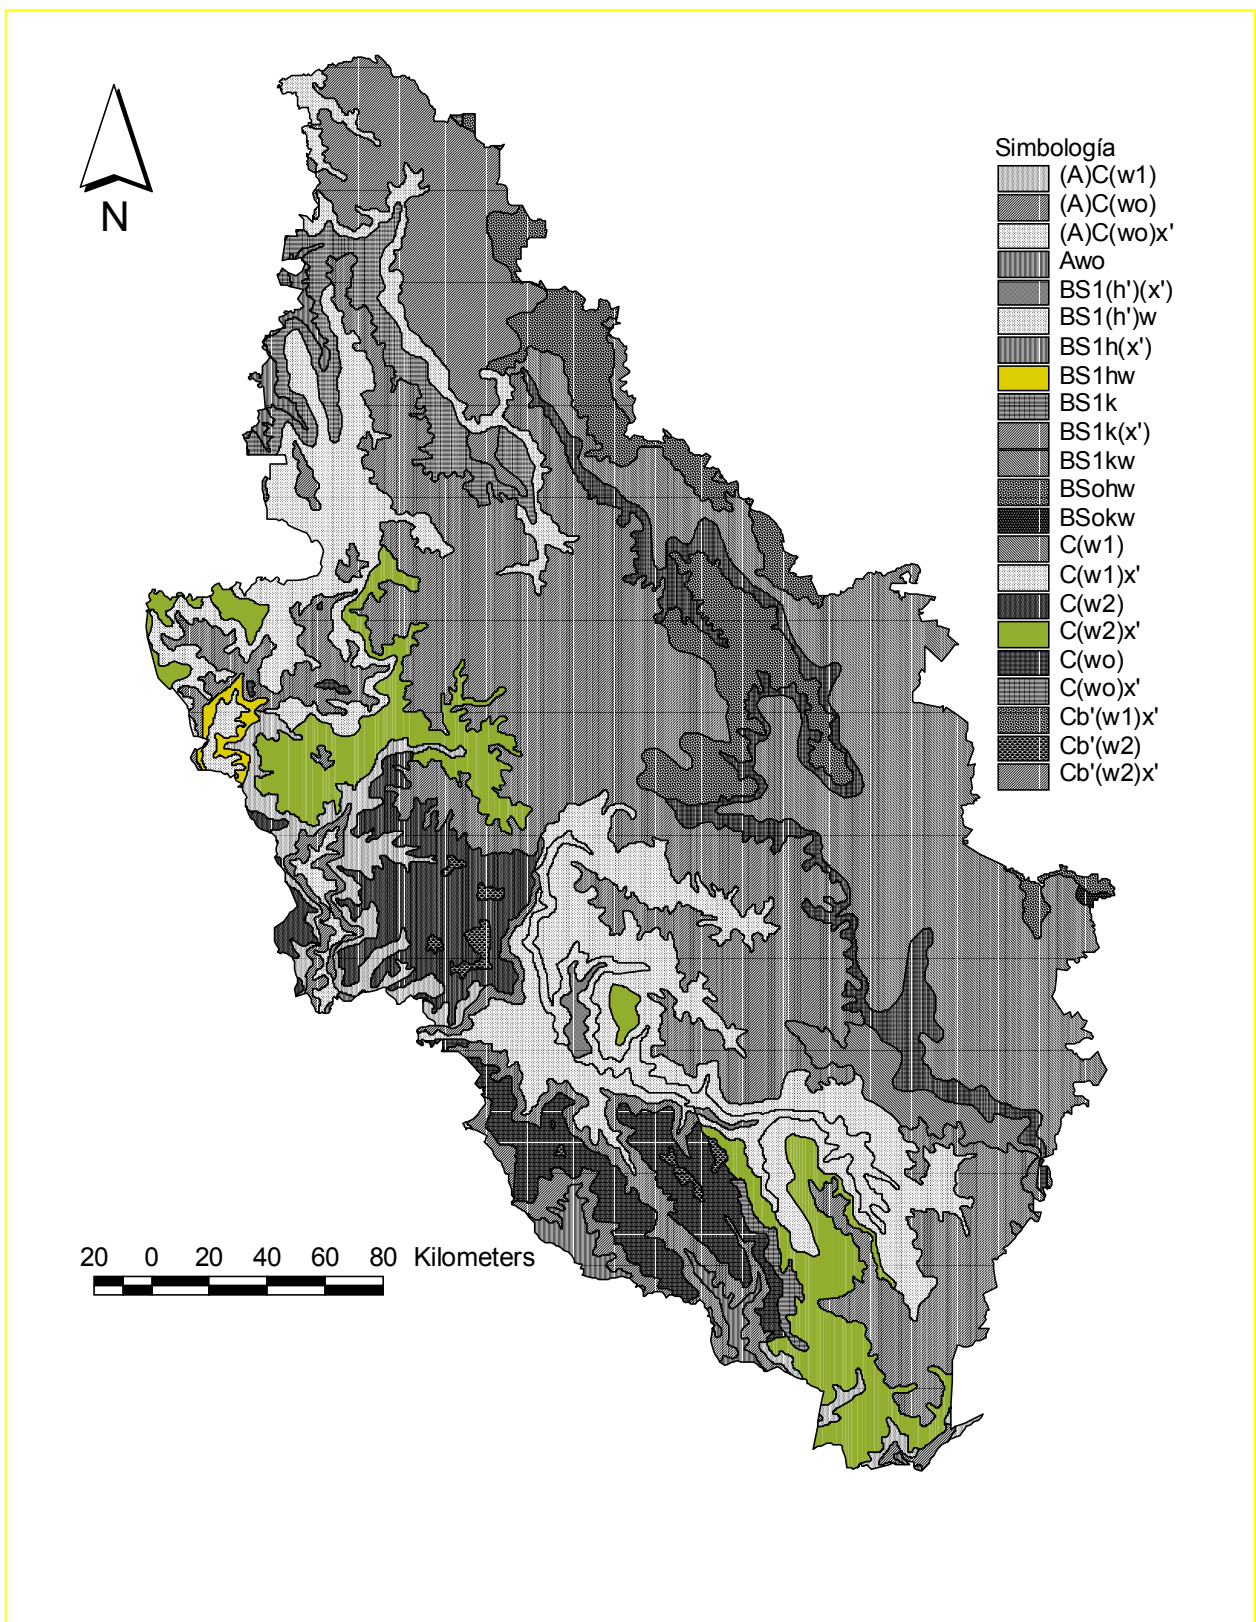 N
Simbología
(A)C(w1)
(A)C(wo)
(A)C(wo)x'
Awo
BS1(h')(x')
BS1(h')w
BS1h(x')
BS1hw
BS1k
BS1k(x')
BS1kw
BSohw
BSokw
C(w1)
C(w1)x'
C(w2)
C(w2)x'
C(wo)
C(wo)x'
Cb'(w1)x'
Cb'(w2)
Cb'(w2)x'
20 0 20 40 60 80 Kilometers